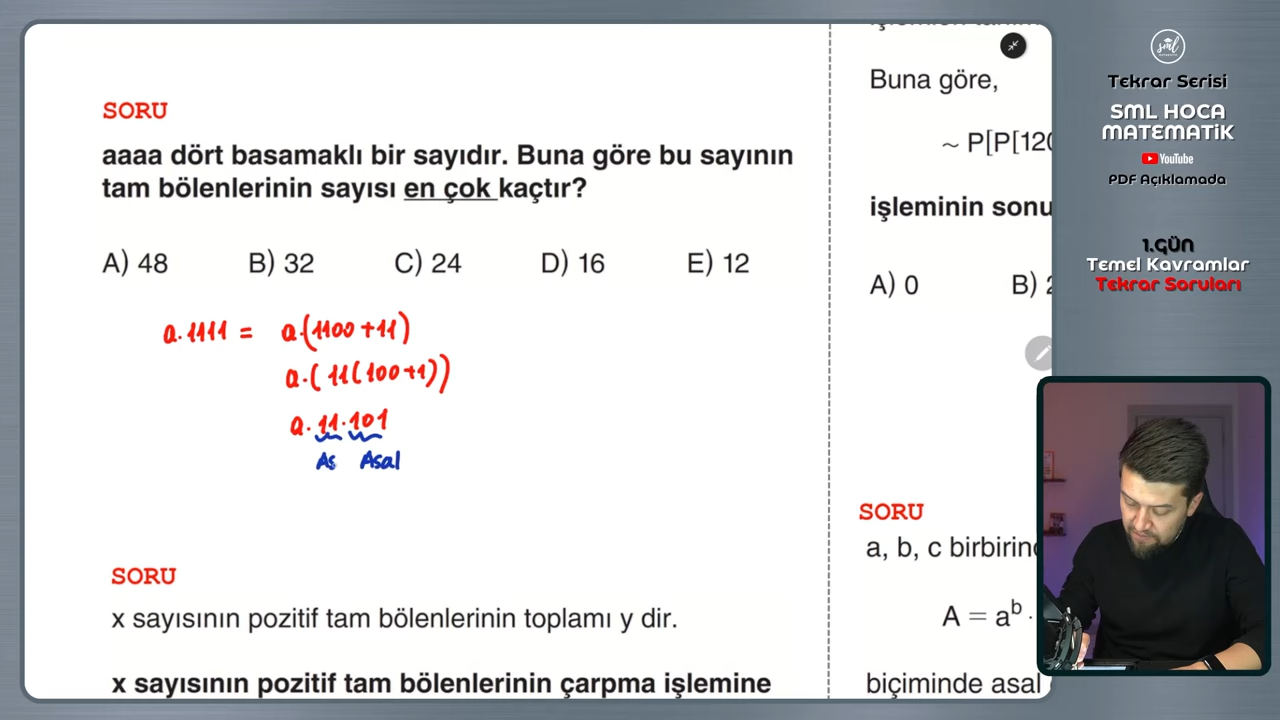 SORU
aaaa dört basamaklı bir sayıdır. Buna göre bu sayının
tam bölenlerinin sayısı en çok kaçtır?
A) 48 B) 32 C) 24 D) 16 E) 12
a.1111 = a.(1100+11)
a.(11(100+1))
a.11.101
As Asal
SORU
x sayısının pozitif tam bölenlerinin toplamı y dir.
x sayısının pozitif tam bölenlerinin çarpma işlemine
Buna göre,
~ P[P[120
işleminin sonu
A) 0 B) 2
SORU
a, b, c birbirin
A = a^b ·
biçiminde asal
sml
Tekrar Serisi
SML HOCA
MATEMATİK
YouTube
PDF Açıklamada
1.GÜN
Temel Kavramlar
Tekrar Soruları